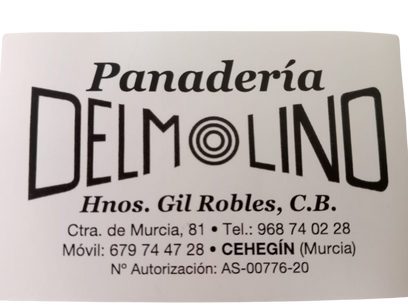 Panadería
DELMOLINO
Hnos. Gil Robles, C.B.
Ctra. de Murcia, 81 • Tel.: 968 74 02 28
Móvil: 679 74 47 28 • CEHEGÍN (Murcia)
Nº Autorización: AS-00776-20